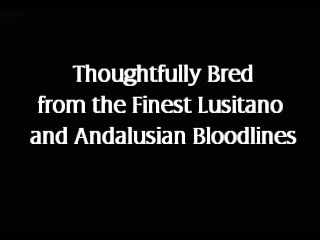 Thoughtfully Bred
from the Finest Lusitano
and Andalusian Bloodlines